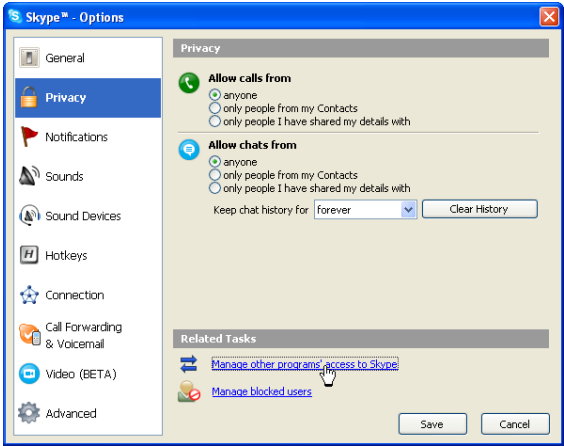 Skype™ - Options
General
Privacy
Notifications
Sounds
Sound Devices
Hotkeys
Connection
Call Forwarding
& Voicemail
Video (BETA)
Advanced
Privacy
Allow calls from
anyone
only people from my Contacts
only people I have shared my details with
Allow chats from
anyone
only people from my Contacts
only people I have shared my details with
Keep chat history for forever Clear History
Related Tasks
Manage other programs' access to Skype
Manage blocked users
Save Cancel